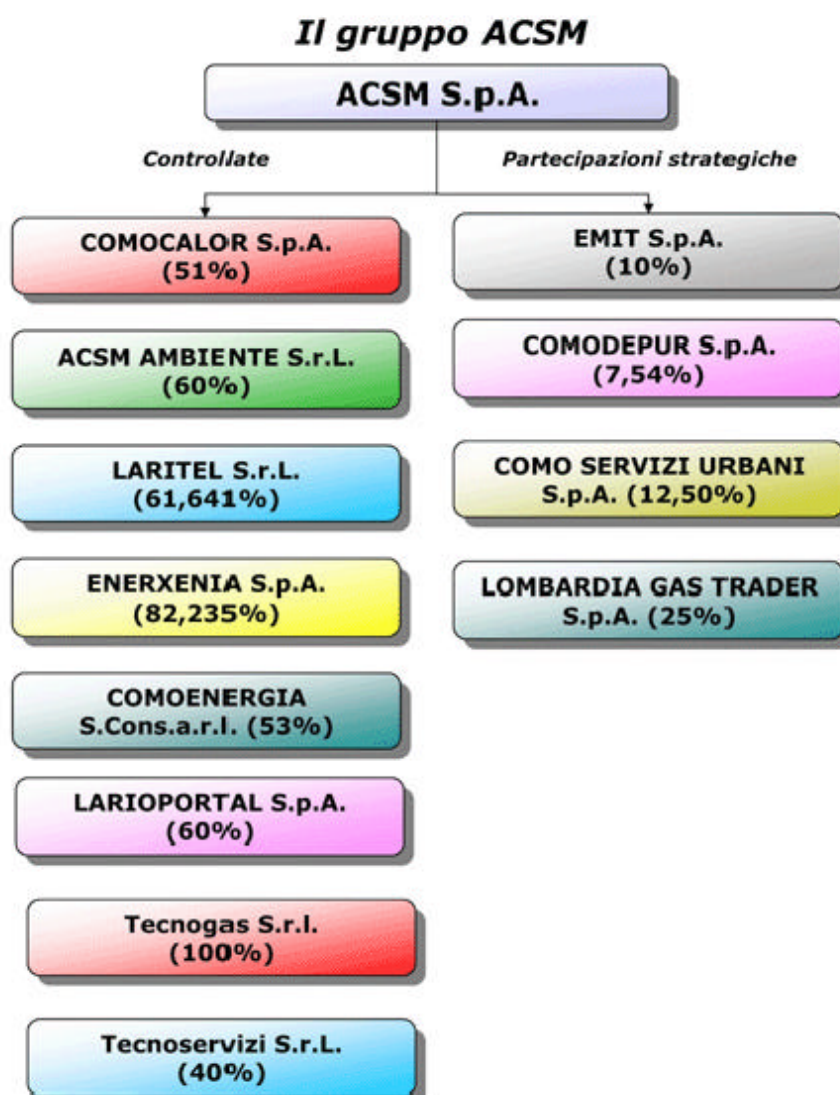 Il gruppo ACSM
ACSM S.p.A.
Controllate
Partecipazioni strategiche
COMOCALOR S.p.A.
(51%)
ACSM AMBIENTE S.r.L.
(60%)
LARITEL S.r.L.
(61,641%)
ENERXENIA S.p.A.
(82,235%)
COMOENERGIA
S.Cons.a.r.l. (53%)
LARIOPORTAL S.p.A.
(60%)
Tecnogas S.r.l.
(100%)
Tecnoservizi S.r.L.
(40%)
EMIT S.p.A.
(10%)
COMODEPUR S.p.A.
(7,54%)
COMO SERVIZI URBANI
S.p.A. (12,50%)
LOMBARDIA GAS TRADER
S.p.A. (25%)